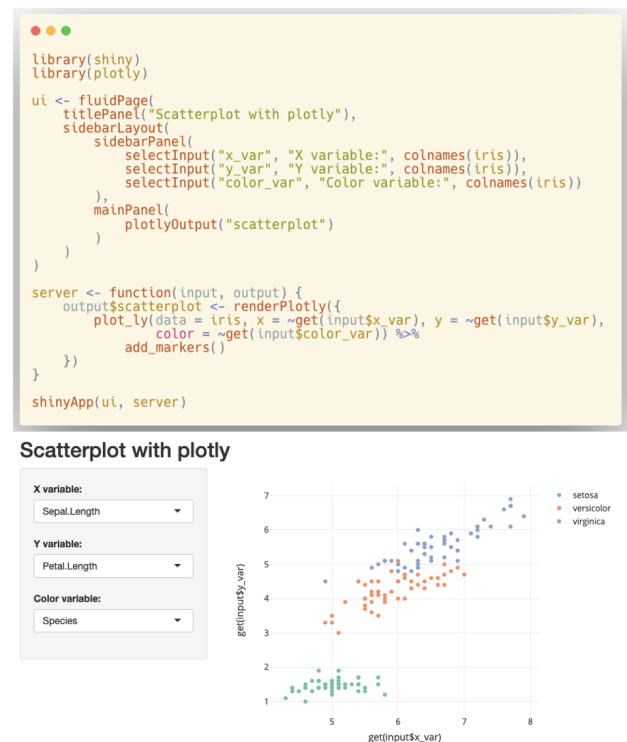 library(shiny)
library(plotly)
ui <- fluidPage(
    titlePanel("Scatterplot with plotly"),
    sidebarLayout(
        sidebarPanel(
            selectInput("x_var", "X variable:", colnames(iris)),
            selectInput("y_var", "Y variable:", colnames(iris)),
            selectInput("color_var", "Color variable:", colnames(iris))
        ),
        mainPanel(
            plotlyOutput("scatterplot")
        )
    )
)
server <- function(input, output) {
    output$scatterplot <- renderPlotly({
        plot_ly(data = iris, x = ~get(input$x_var), y = ~get(input$y_var),
                color = ~get(input$color_var)) %>%
            add_markers()
    })
}
shinyApp(ui, server)
Scatterplot with plotly
X variable:
Sepal.Length
Y variable:
Petal.Length
Color variable:
Species
get(input$y_var)
7
6
5
4
3
2
1
5 6 7 8
get(input$x_var)
setosa
versicolor
virginica